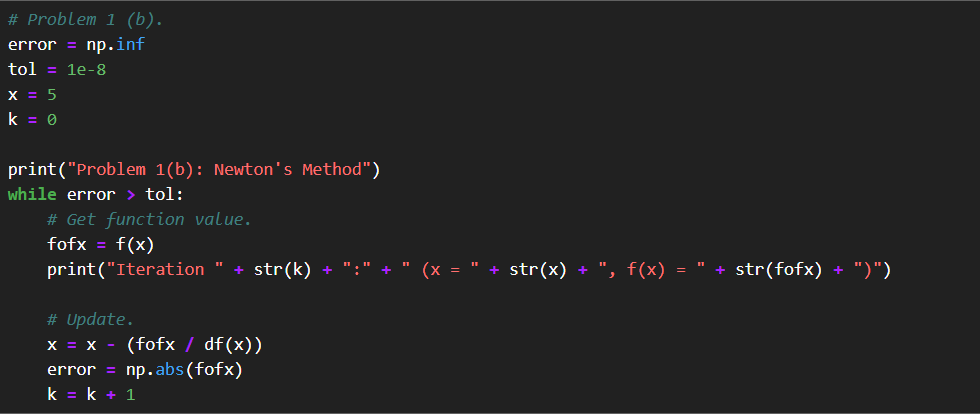 # Problem 1 (b).
error = np.inf
tol = 1e-8
x = 5
k = 0

print("Problem 1(b): Newton's Method")
while error > tol:
    # Get function value.
    fofx = f(x)
    print("Iteration " + str(k) + ":" + " (x = " + str(x) + ", f(x) = " + str(fofx) + ")")

    # Update.
    x = x - (fofx / df(x))
    error = np.abs(fofx)
    k = k + 1